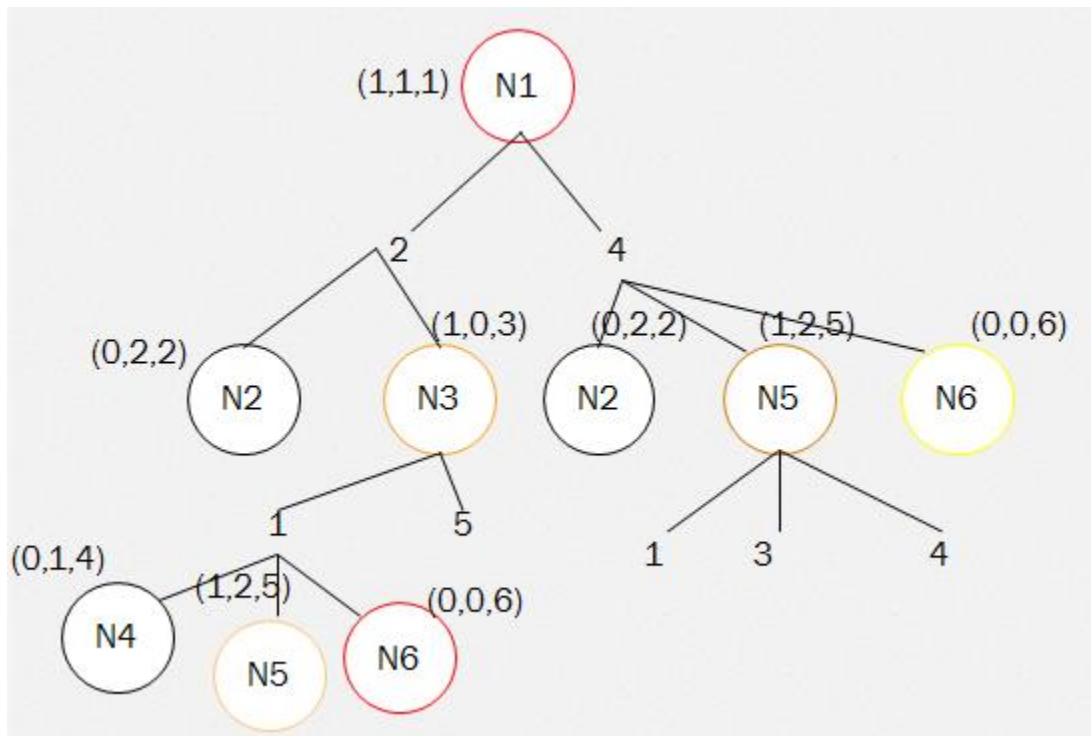 (1,1,1) N1
2 4
(0,2,2) (1,0,3) (0,2,2) (1,2,5) (0,0,6)
N2 N3 N2 N5 N6
1 5
1 3 4
(0,1,4) (1,2,5) (0,0,6)
N4 N5 N6